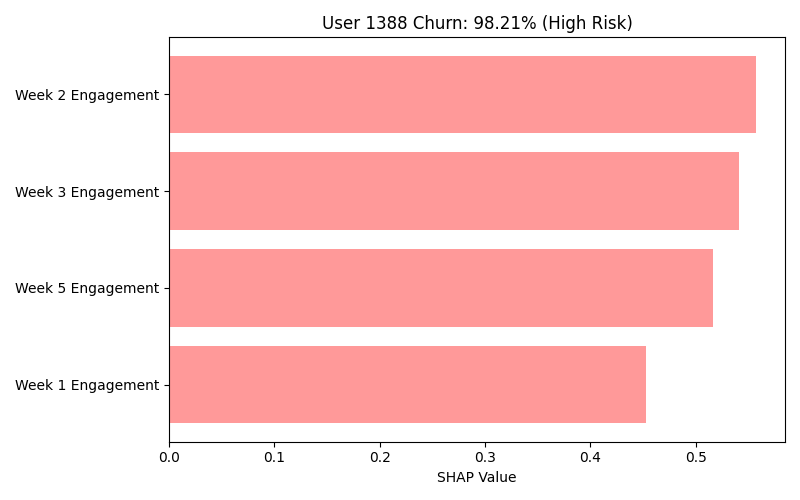 User 1388 Churn: 98.21% (High Risk)
Week 2 Engagement
Week 3 Engagement
Week 5 Engagement
Week 1 Engagement
0.0 0.1 0.2 0.3 0.4 0.5
SHAP Value